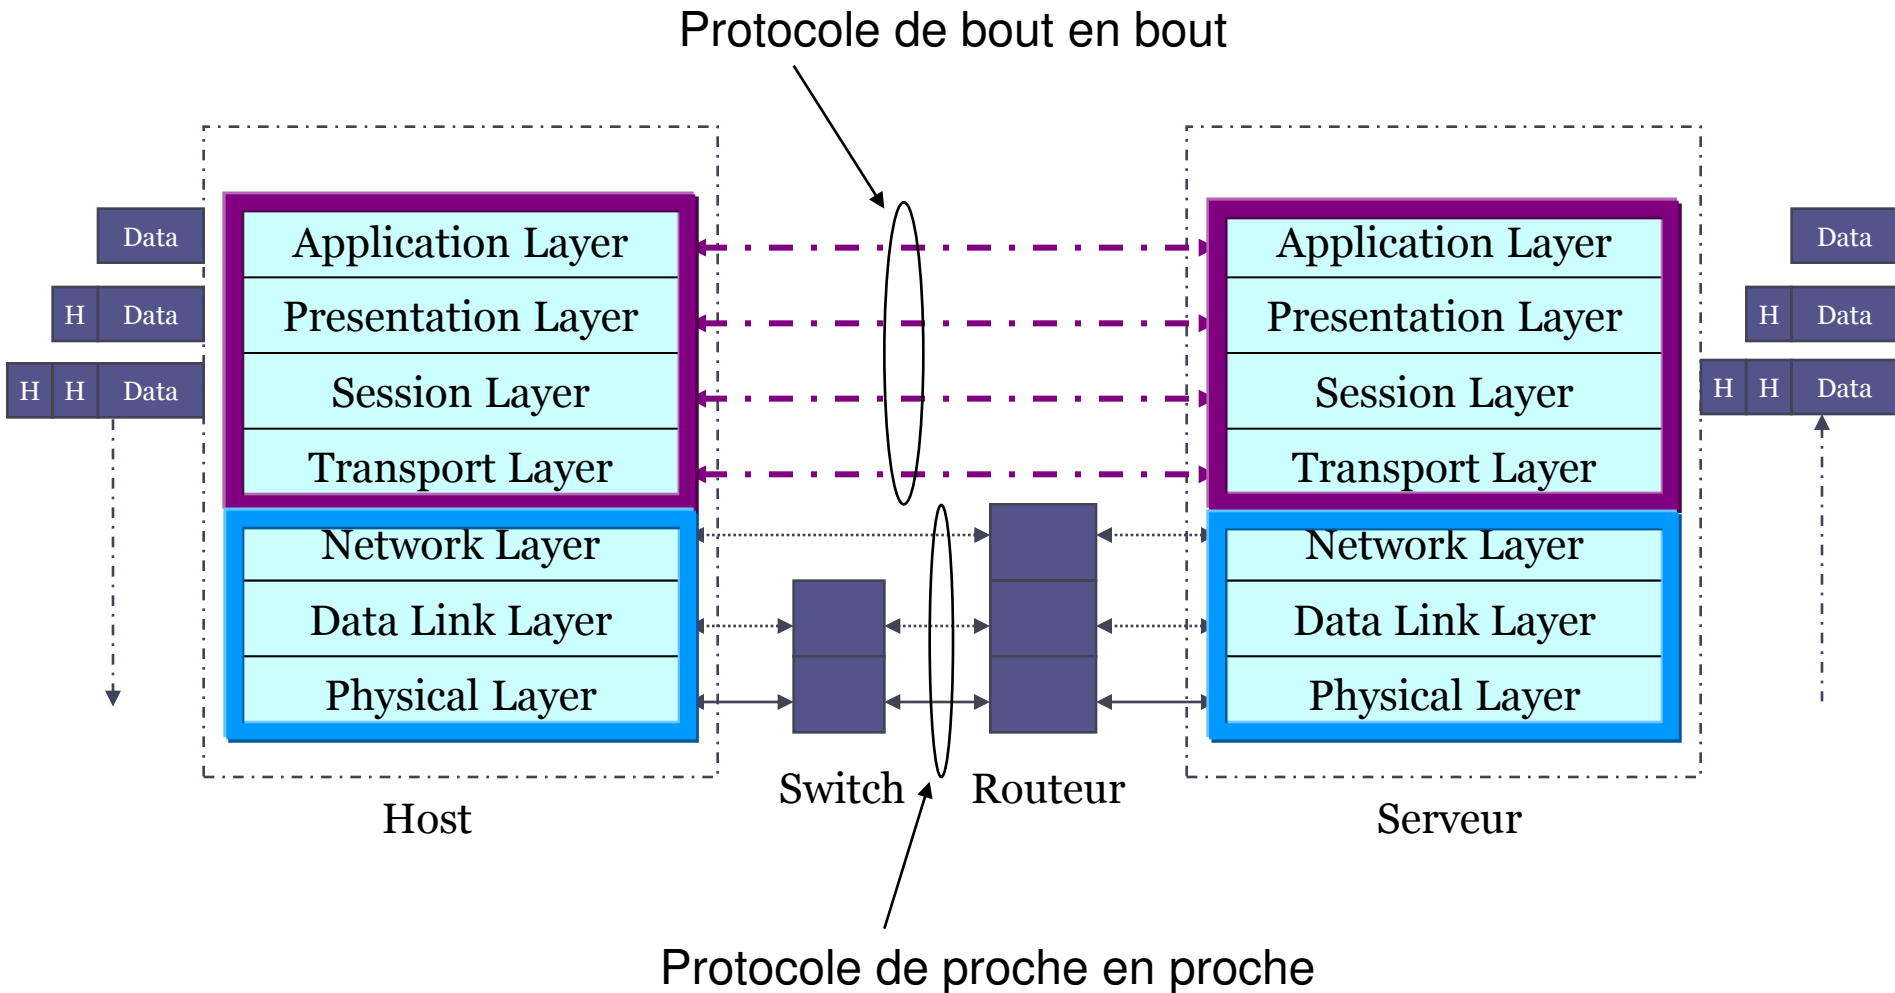 Protocole de bout en bout
Data
Application Layer
Application Layer
Data
H Data
Presentation Layer
Presentation Layer
H Data
H H Data
Session Layer
Session Layer
H H Data
Transport Layer
Transport Layer
Network Layer
Network Layer
Data Link Layer
Data Link Layer
Physical Layer
Physical Layer
Switch
Routeur
Host
Serveur
Protocole de proche en proche